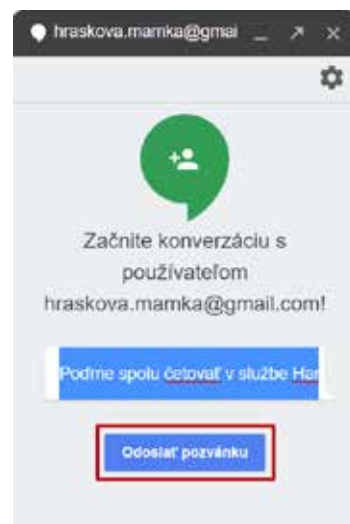 hraskova.mamka@gmai
Začnite konverzáciu s
používateľom
hraskova.mamka@gmail.com!
Poďme spolu četovať v službe Han
Odoslať pozvánku